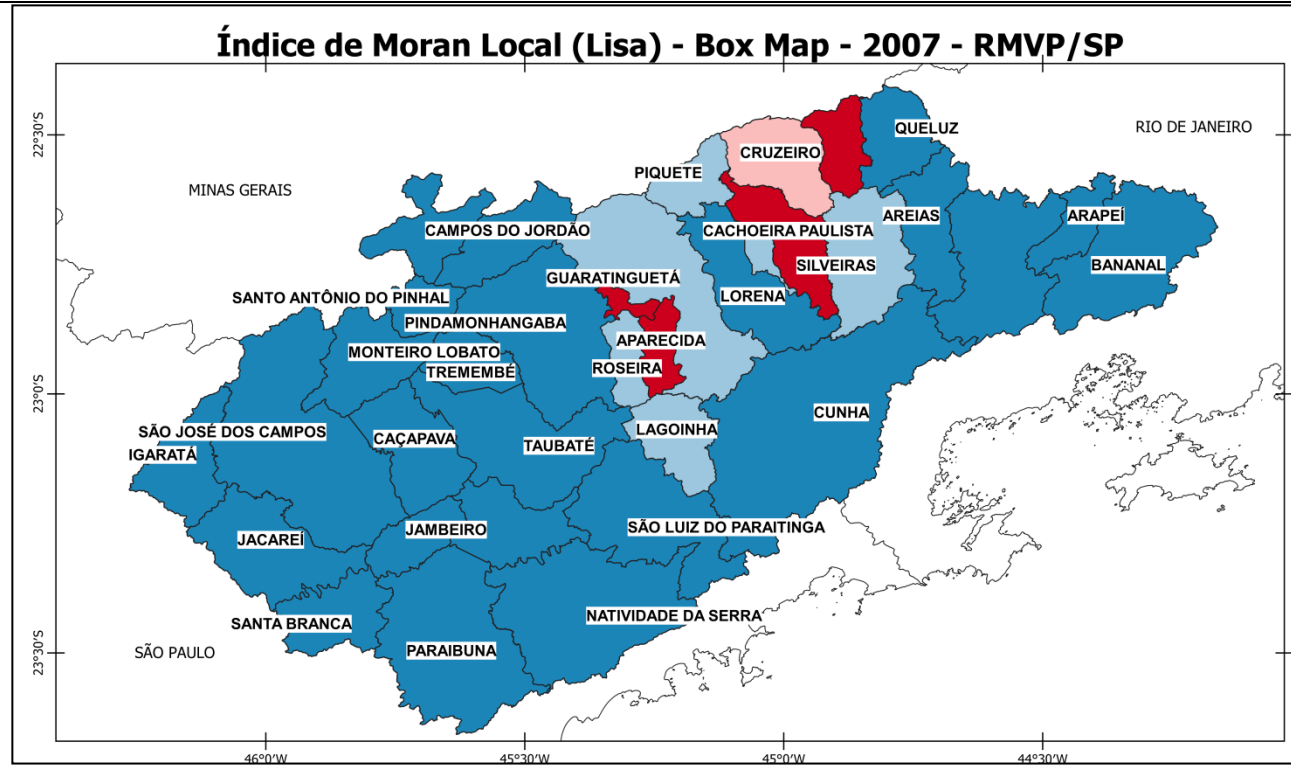 Índice de Moran Local (Lisa) - Box Map - 2007 - RMVP/SP
22°30'S
23°0'S
23°30'S
RIO DE JANEIRO
QUELUZ
CRUZEIRO
PIQUETE
MINAS GERAIS
CAMPOS DO JORDÃO
CACHOEIRA PAULISTA
AREIAS
ARAPEÍ
SILVEIRAS
BANANAL
GUARATINGUETÁ
SANTO ANTÔNIO DO PINHAL
LORENA
PINDAMONHANGABA
APARECIDA
MONTEIRO LOBATO
ROSEIRA
TREMEMBÉ
CUNHA
SÃO JOSÉ DOS CAMPOS
CAÇAPAVA
LAGOINHA
TAUBATÉ
IGARATÁ
JAMBEIRO
SÃO LUIZ DO PARAITINGA
JACAREÍ
NATIVIDADE DA SERRA
SANTA BRANCA
PARAIBUNA
SÃO PAULO
46°0'W
45°30'W
45°0'W
44°30'W